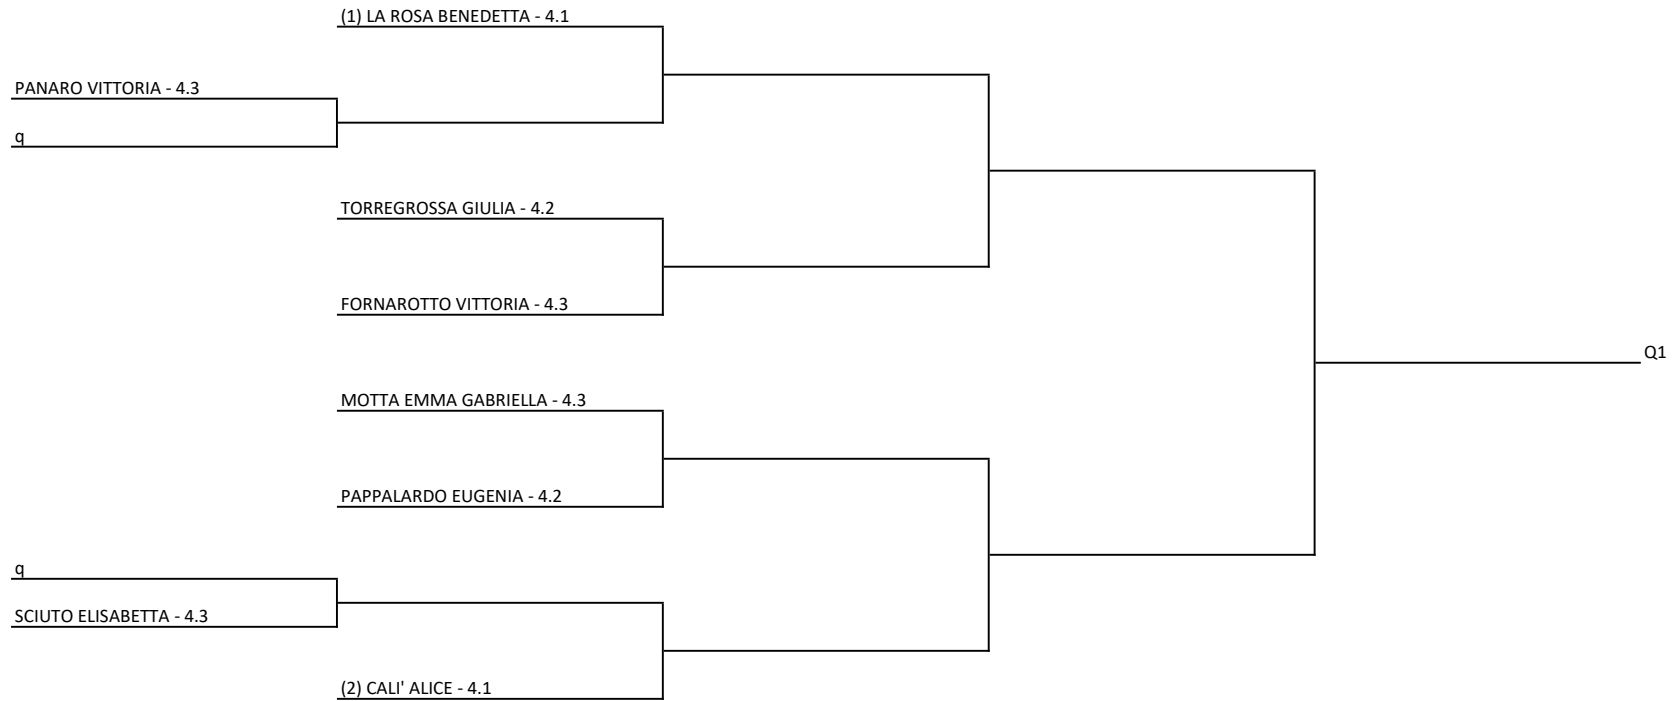 (1) LA ROSA BENEDETTA - 4.1
PANARO VITTORIA - 4.3
q
TORREGROSSA GIULIA - 4.2
FORNAROTTO VITTORIA - 4.3
Q1
MOTTA EMMA GABRIELLA - 4.3
PAPPALARDO EUGENIA - 4.2
q
SCIUTO ELISABETTA - 4.3
(2) CALI' ALICE - 4.1